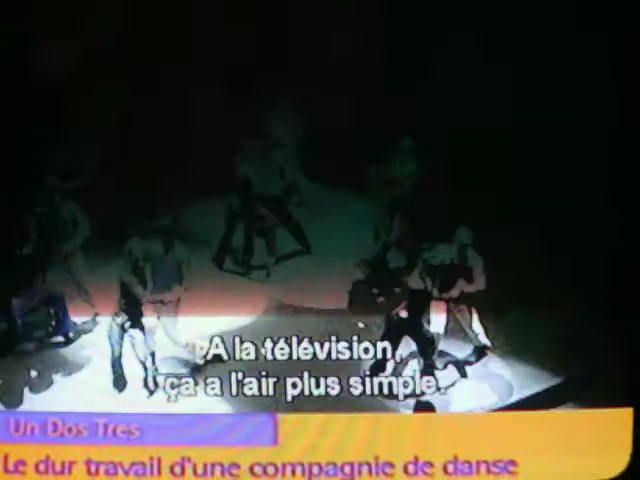 A la télévision,
ça a l'air plus simple.
Un Dos Tres
Le dur travail d'une compagnie de danse